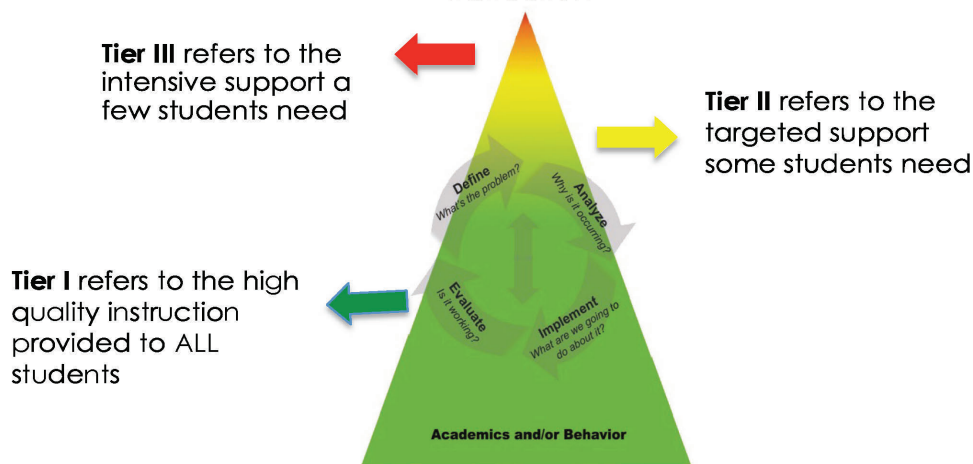 Tier III refers to the
intensive support a
few students need
Tier II refers to the
targeted support
some students need
Define
What's the problem?
Analyze
Why is it occurring?
Implement
What are we going to
do about it?
Evaluate
Is it working?
Tier I refers to the high
quality instruction
provided to ALL
students
Academics and/or Behavior